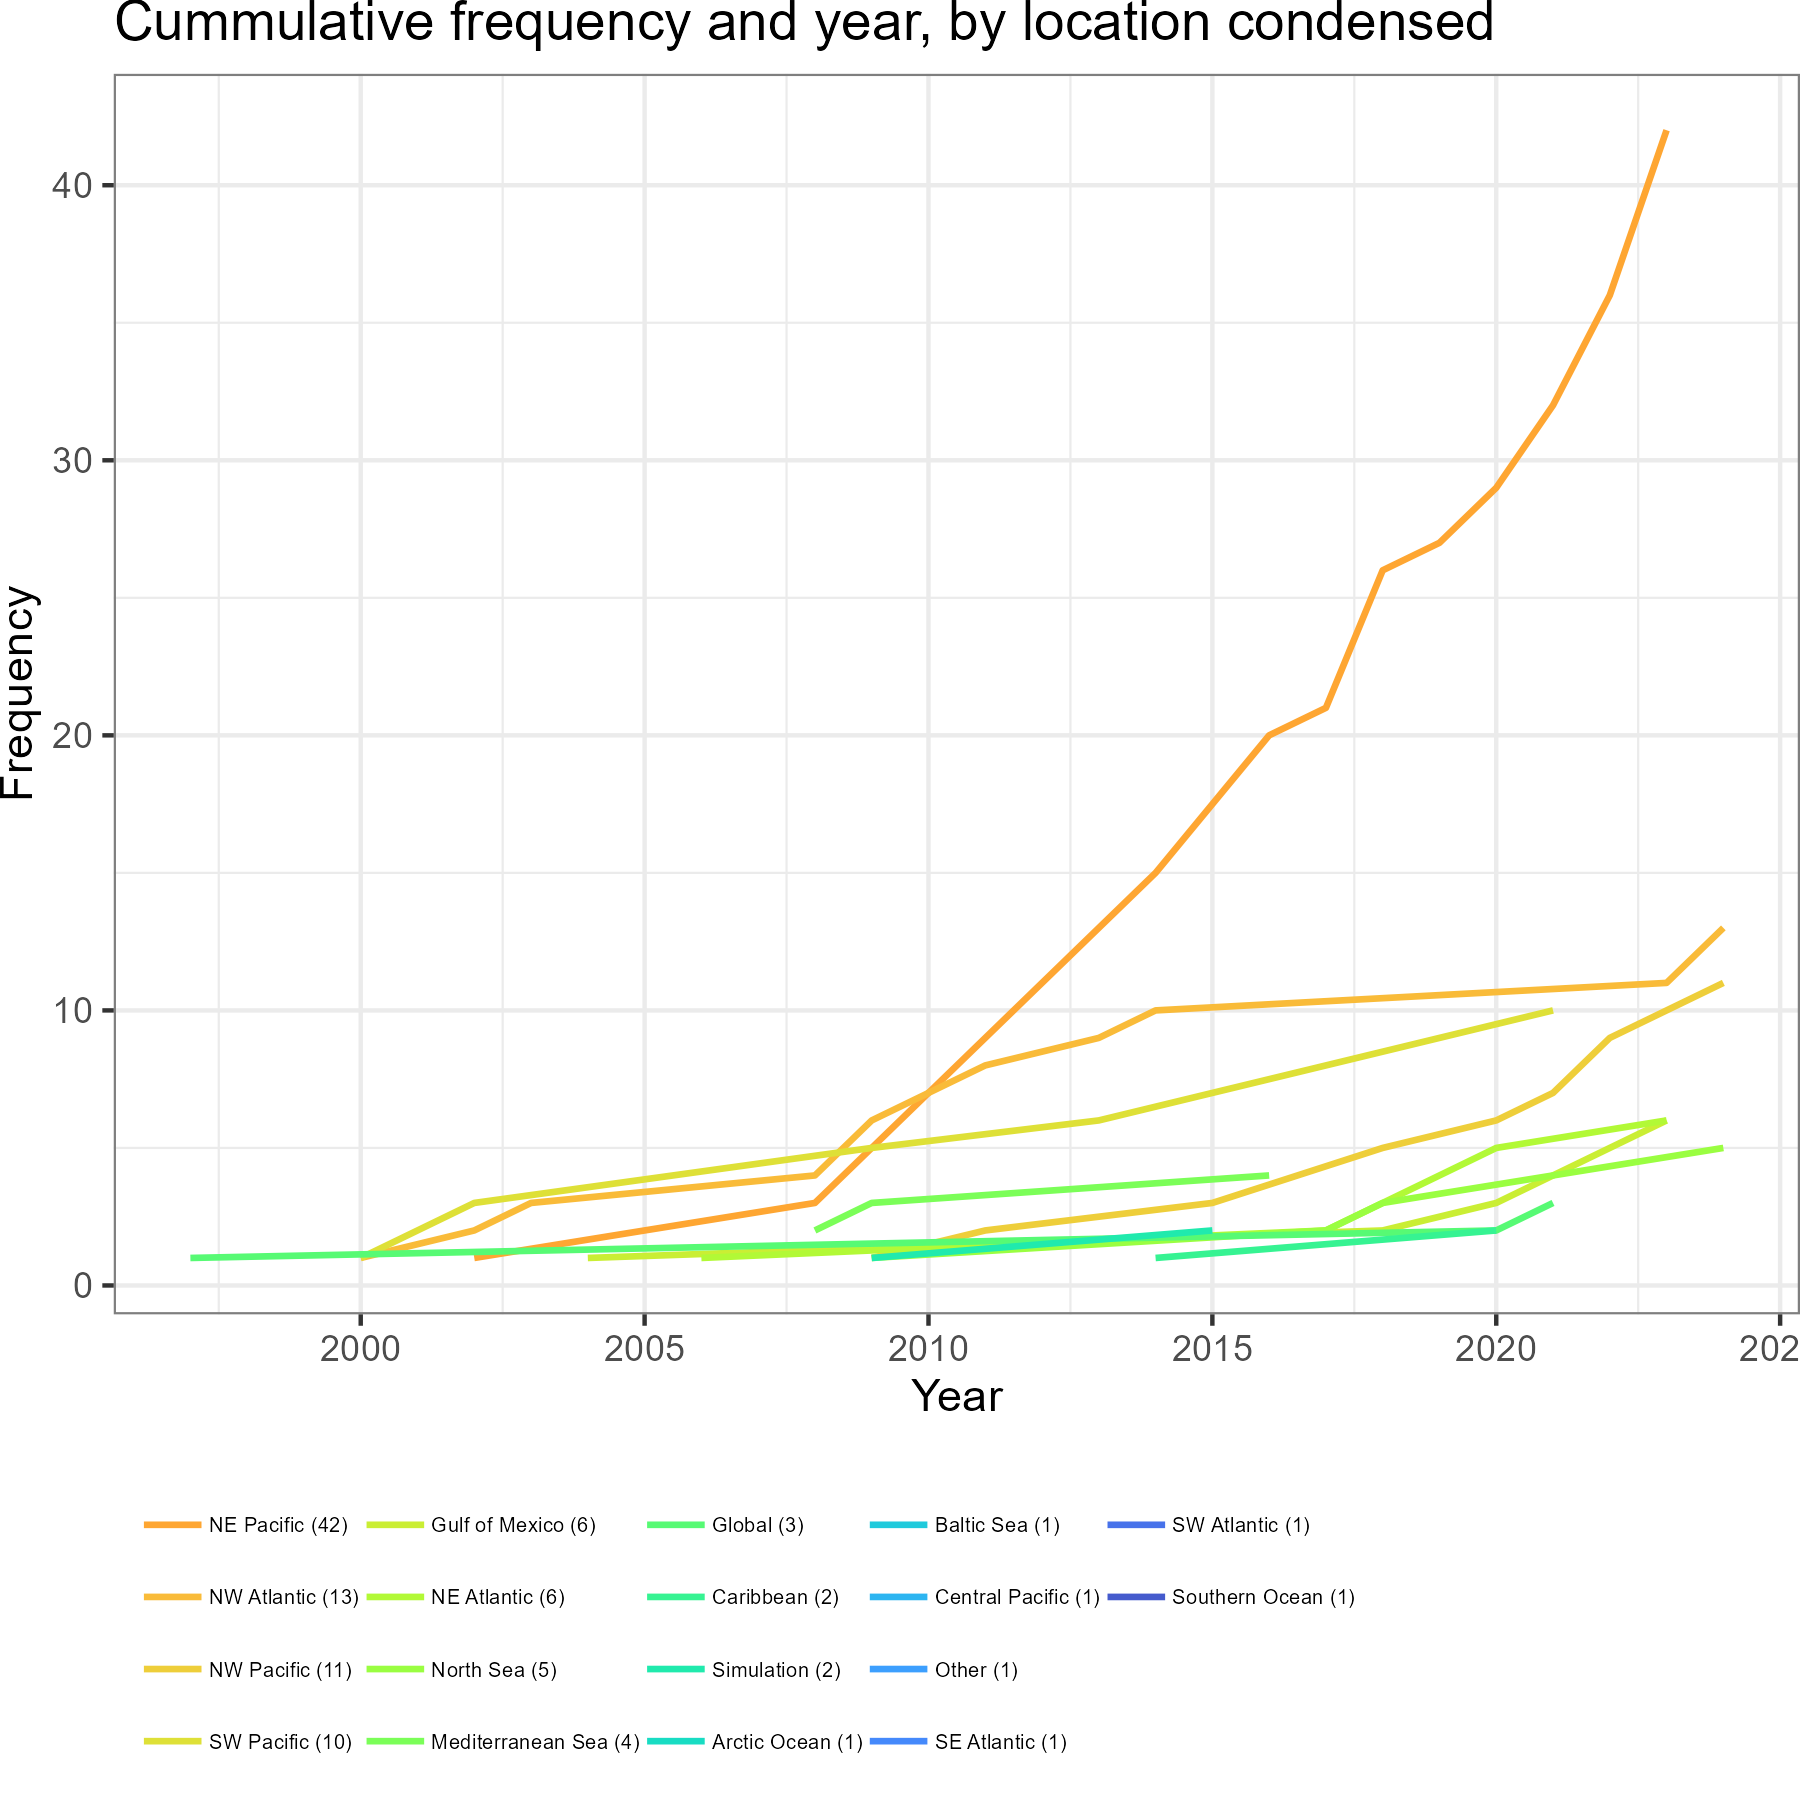 Cummulative frequency and year, by location condensed
Frequency
40
30
20
10
0
2000 2005 2010 2015 2020 202
Year
NE Pacific (42) Gulf of Mexico (6) Global (3) Baltic Sea (1) SW Atlantic (1)
NW Atlantic (13) NE Atlantic (6) Caribbean (2) Central Pacific (1) Southern Ocean (1)
NW Pacific (11) North Sea (5) Simulation (2) Other (1)
SW Pacific (10) Mediterranean Sea (4) Arctic Ocean (1) SE Atlantic (1)